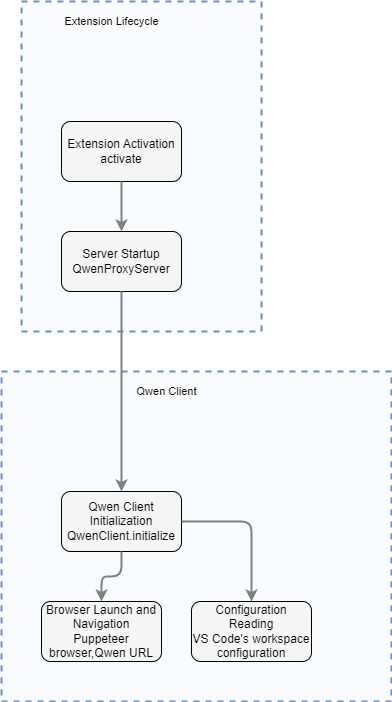 Extension Lifecycle
Extension Activation
activate
Server Startup
QwenProxyServer
Qwen Client
Qwen Client
Initialization
QwenClient.initialize
Browser Launch and
Navigation
Puppeteer
browser,Qwen URL
Configuration
Reading
VS Code's workspace
configuration